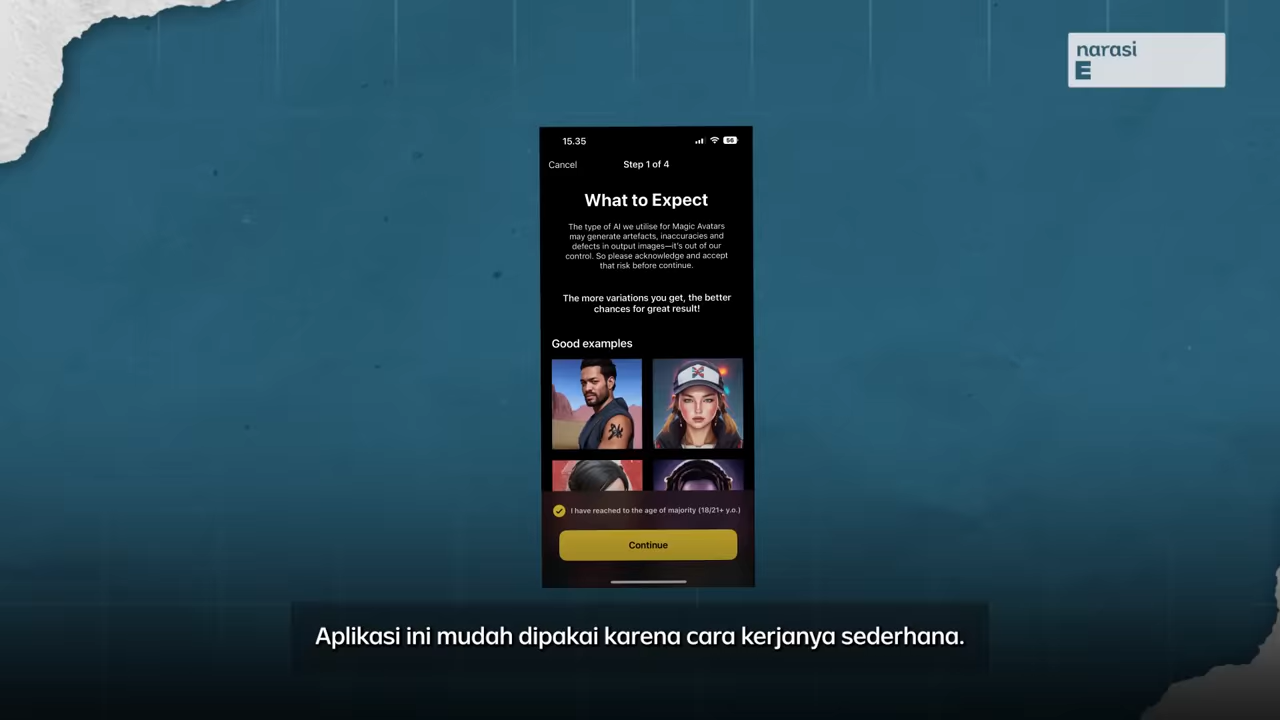 narasi
E
15.35
56
Cancel
Step 1 of 4
What to Expect
The type of AI we utilise for Magic Avatars
may generate artefacts, inaccuracies and
defects in output images—it's out of our
control. So please acknowledge and accept
that risk before continue.
The more variations you get, the better
chances for great result!
Good examples
I have reached to the age of majority (18/21+ y.o.)
Continue
Aplikasi ini mudah dipakai karena cara kerjanya sederhana.